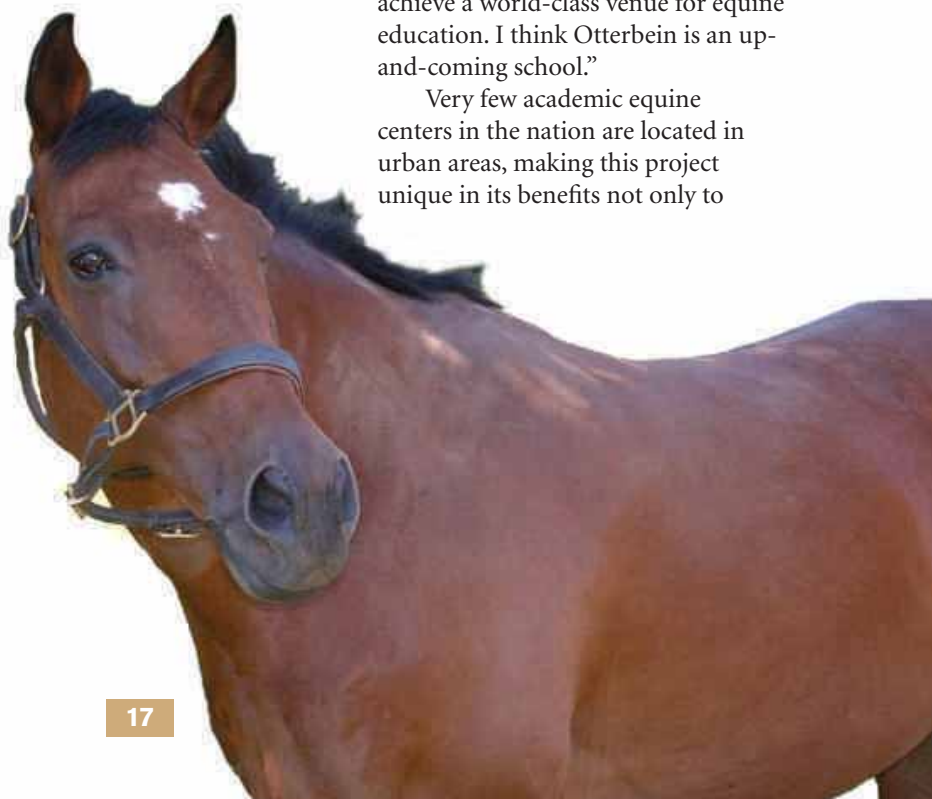 achieve a world-class venue for equine
education. I think Otterbein is an up-
and-coming school.”
Very few academic equine
centers in the nation are located in
urban areas, making this project
unique in its benefits not only to
17